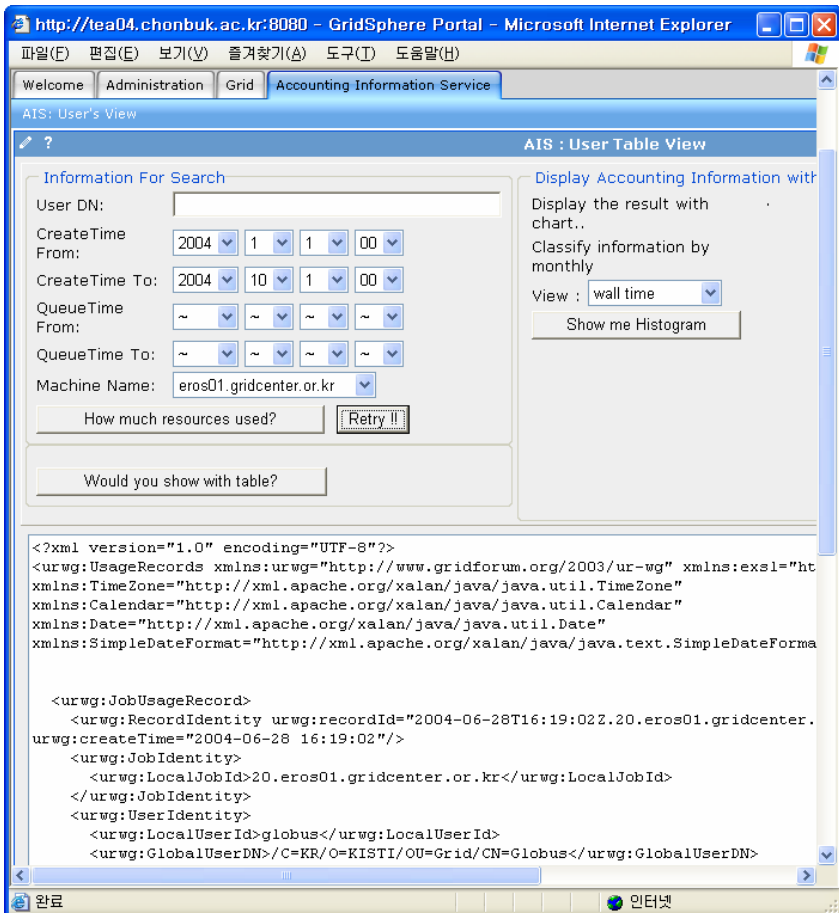 http://tea04.chonbuk.ac.kr:8080 - GridSphere Portal - Microsoft Internet Explorer
파일(F) 편집(E) 보기(V) 즐겨찾기(A) 도구(T) 도움말(H)
Welcome Administration Grid Accounting Information Service
AIS: User's View
? AIS : User Table View
Information For Search
User DN:
CreateTime
From: 2004 1 1 00
CreateTime To: 2004 10 1 00
QueueTime
From: ~ ~ ~ ~
QueueTime To: ~ ~ ~ ~
Machine Name: eros01.gridcenter.or.kr
How much resources used? Retry !!
Would you show with table?
Display Accounting Information with
Display the result with
chart..
Classify information by
monthly
View : wall time
Show me Histogram
<?xml version="1.0" encoding="UTF-8"?>
<urwg:UsageRecords xmlns:urwg="http://www.gridforum.org/2003/ur-wg" xmlns:exsl="ht
xmlns:TimeZone="http://xml.apache.org/xalan/java/java.util.TimeZone"
xmlns:Calendar="http://xml.apache.org/xalan/java/java.util.Calendar"
xmlns:Date="http://xml.apache.org/xalan/java/java.util.Date"
xmlns:SimpleDateFormat="http://xml.apache.org/xalan/java/java.text.SimpleDateForma
<urwg:JobUsageRecord>
<urwg:RecordIdentity urwg:recordId="2004-06-28T16:19:02Z.20.eros01.gridcenter.
urwg:createTime="2004-06-28 16:19:02"/>
<urwg:JobIdentity>
<urwg:LocalJobId>20.eros01.gridcenter.or.kr</urwg:LocalJobId>
</urwg:JobIdentity>
<urwg:UserIdentity>
<urwg:LocalUserId>globus</urwg:LocalUserId>
<urwg:GlobalUserDN>/C=KR/O=KISTI/OU=Grid/CN=Globus</urwg:GlobalUserDN>
완료 인터넷